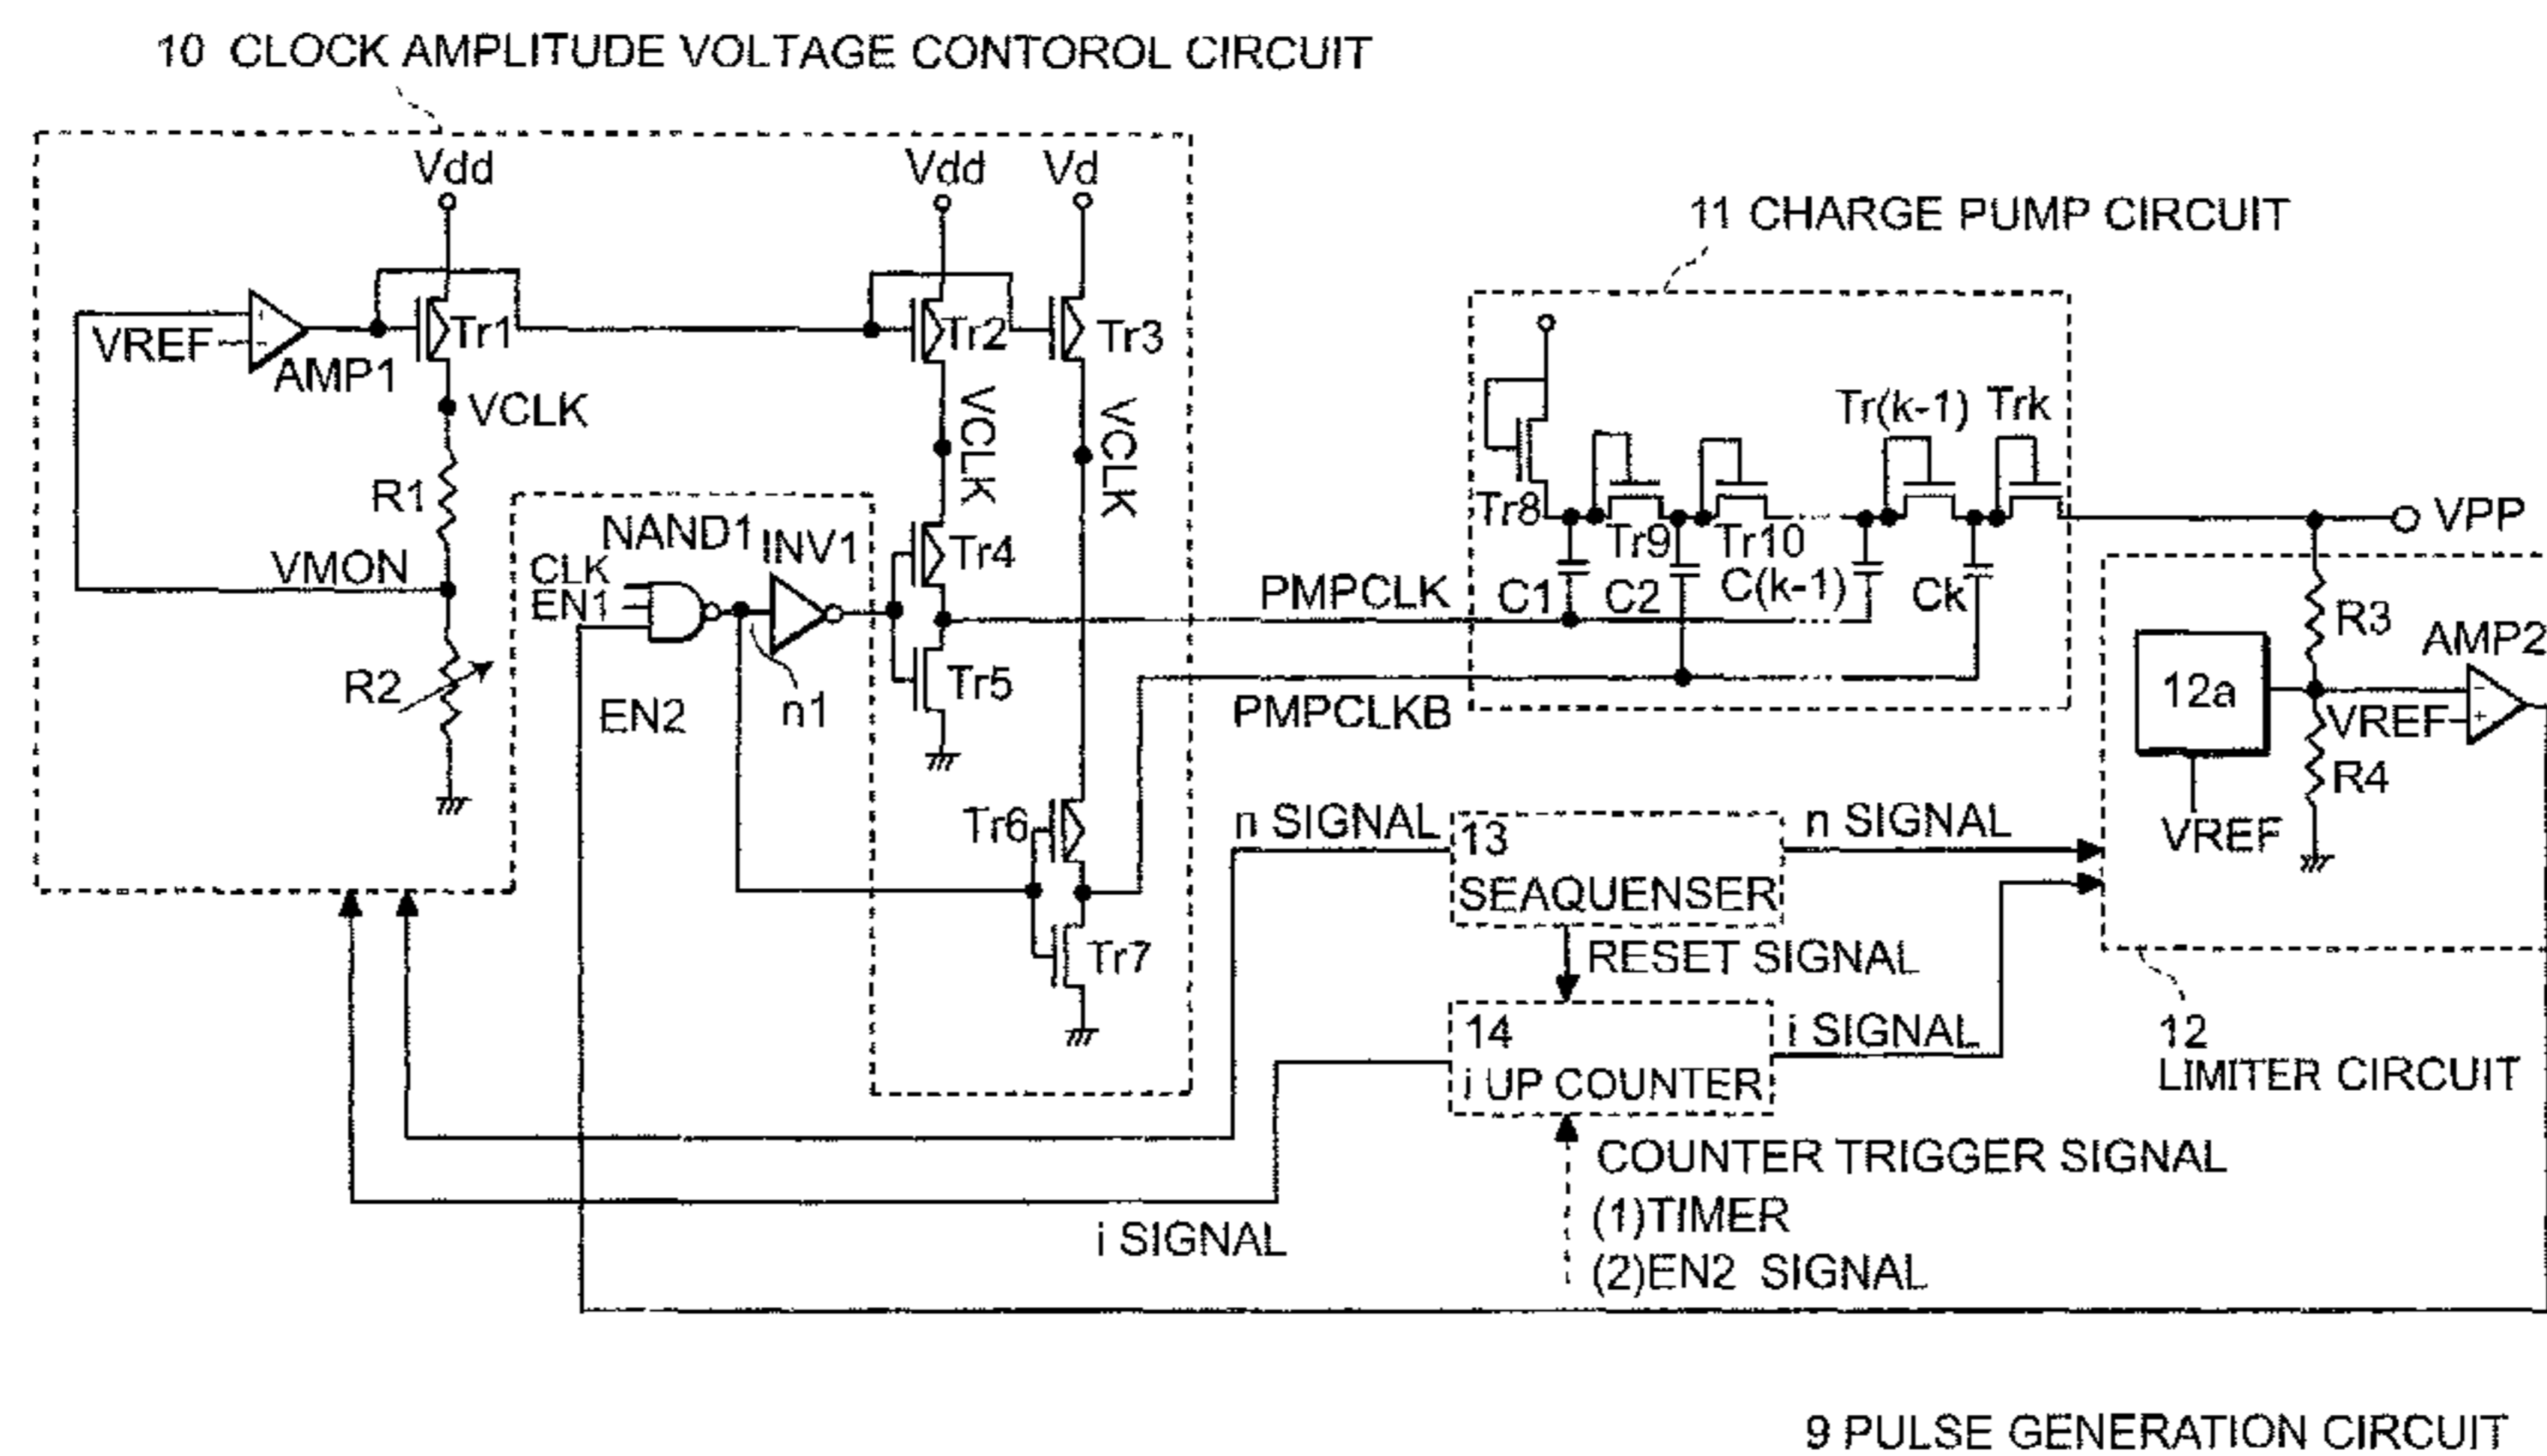 10 CLOCK AMPLITUDE VOLTAGE CONTOROL CIRCUIT
Vdd
Vdd
Vd
11 CHARGE PUMP CIRCUIT
VREF
+
-
AMP1
Tr1
Tr2
Tr3
VCLK
VCLK
VCLK
R1
VMON
R2
NAND1
INV1
CLK
EN1
EN2
n1
Tr4
Tr5
Tr6
Tr7
PMPCLK
PMPCLKB
Tr8
Tr9
Tr10
Tr(k-1)
Trk
C1
C2
C(k-1)
Ck
VPP
R3
AMP2
12a
VREF
-
+
R4
VREF
n SIGNAL
13
SEAQUENSER
n SIGNAL
RESET SIGNAL
14
i UP COUNTER
i SIGNAL
12
LIMITER CIRCUIT
i SIGNAL
COUNTER TRIGGER SIGNAL
(1)TIMER
(2)EN2 SIGNAL
9 PULSE GENERATION CIRCUIT